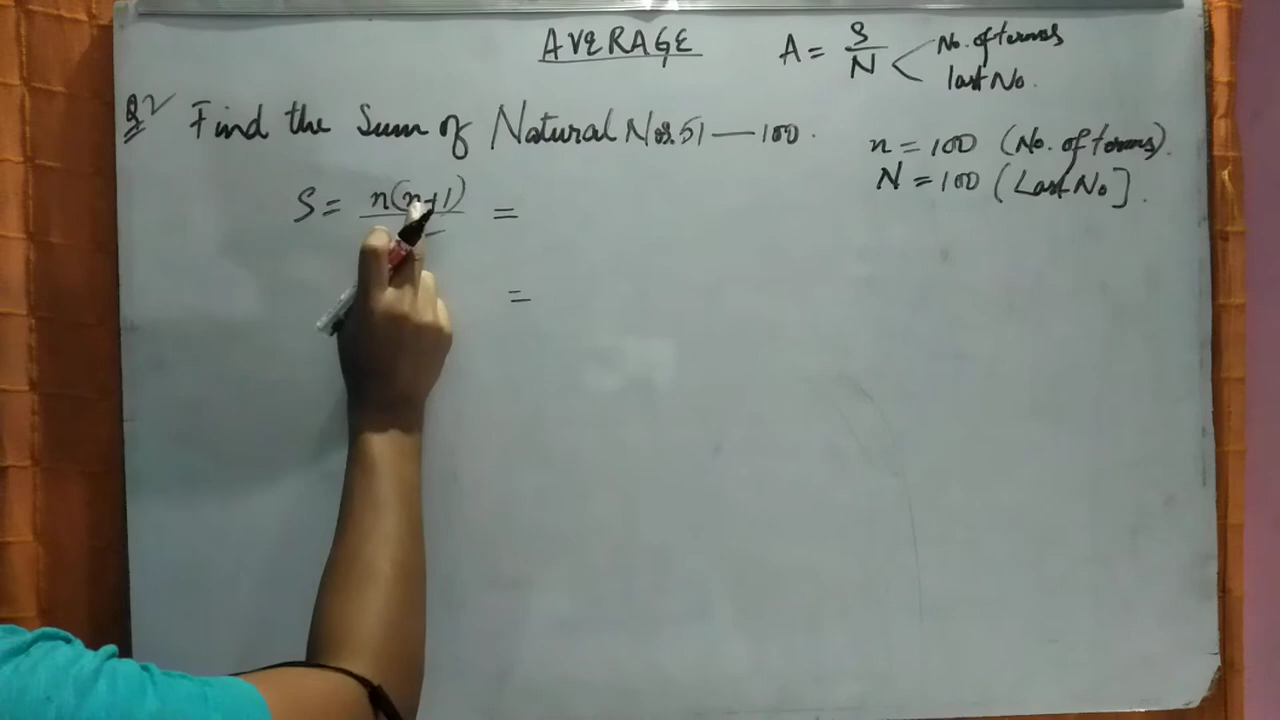 AVERAGE
A = S/N < No. of terms
last No.
Q2 Find the Sum of Natural Nos. 51 — 100.
n = 100 (No. of terms).
N = 100 (Last No].
S = n(n+1) =
=